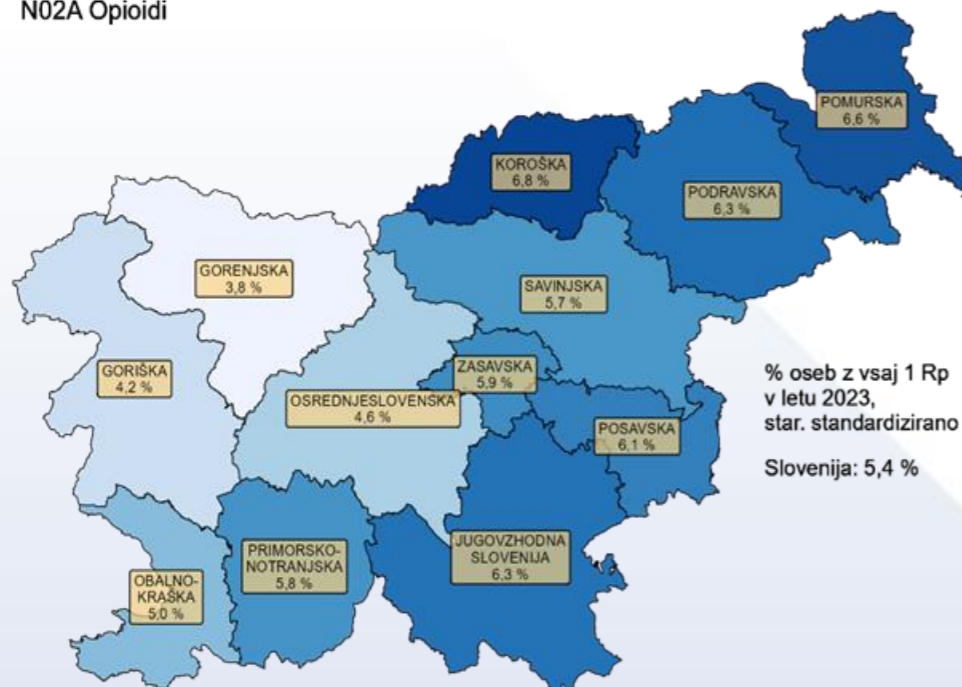 N02A Opioidi
POMURSKA
6,6 %
KOROŠKA
6,8 %
PODRAVSKA
6,3 %
GORENJSKA
3,8 %
SAVINJSKA
5,7 %
GORIŠKA
4,2 %
ZASAVSKA
5,9 %
OSREDNJESLOVENSKA
4,6 %
POSAVSKA
6,1 %
% oseb z vsaj 1 Rp
v letu 2023,
star. standardizirano
Slovenija: 5,4 %
JUGOVZHODNA
SLOVENIJA
6,3 %
PRIMORSKO-
NOTRANJSKA
5,8 %
OBALNO-
KRAŠKA
5,0 %